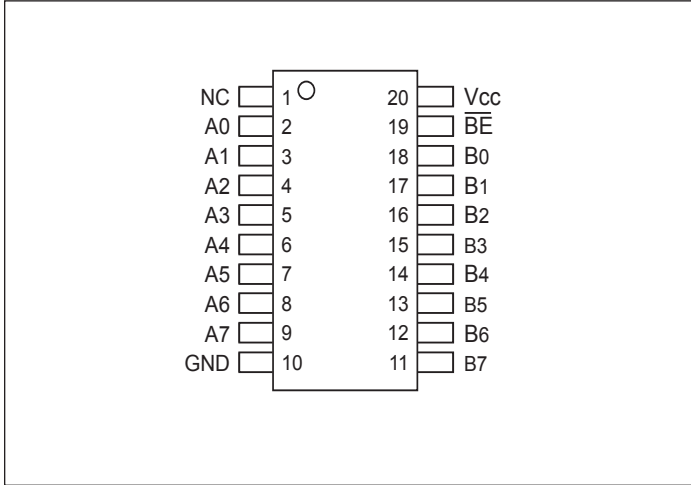 NC 1 20 Vcc
A0 2 19 B̅E̅
A1 3 18 B0
A2 4 17 B1
A3 5 16 B2
A4 6 15 B3
A5 7 14 B4
A6 8 13 B5
A7 9 12 B6
GND 10 11 B7